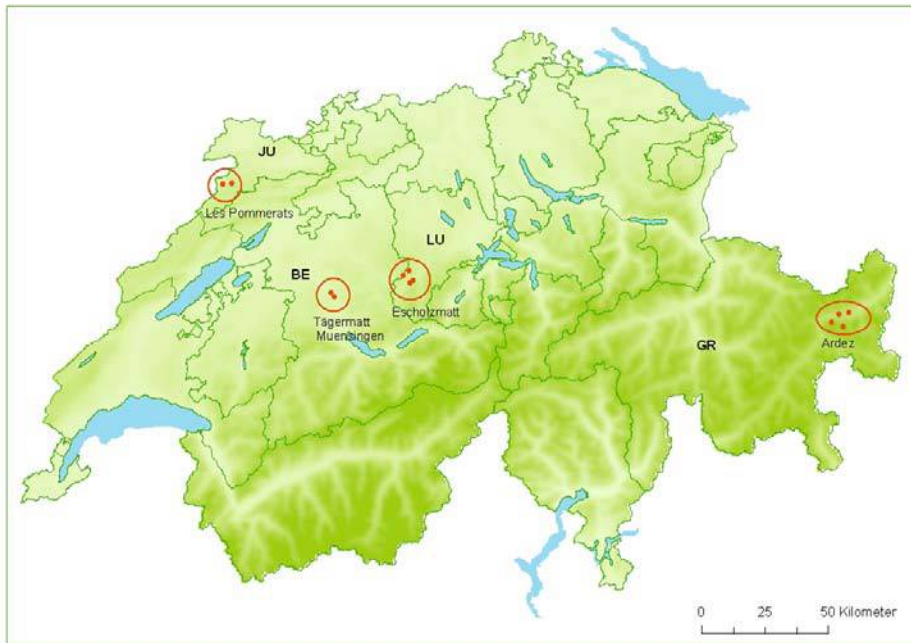 JU
Les Pommerats
LU
BE
Escholzmatt
Tägermatt
Muensingen
GR
Ardez
0 25 50 Kilometer